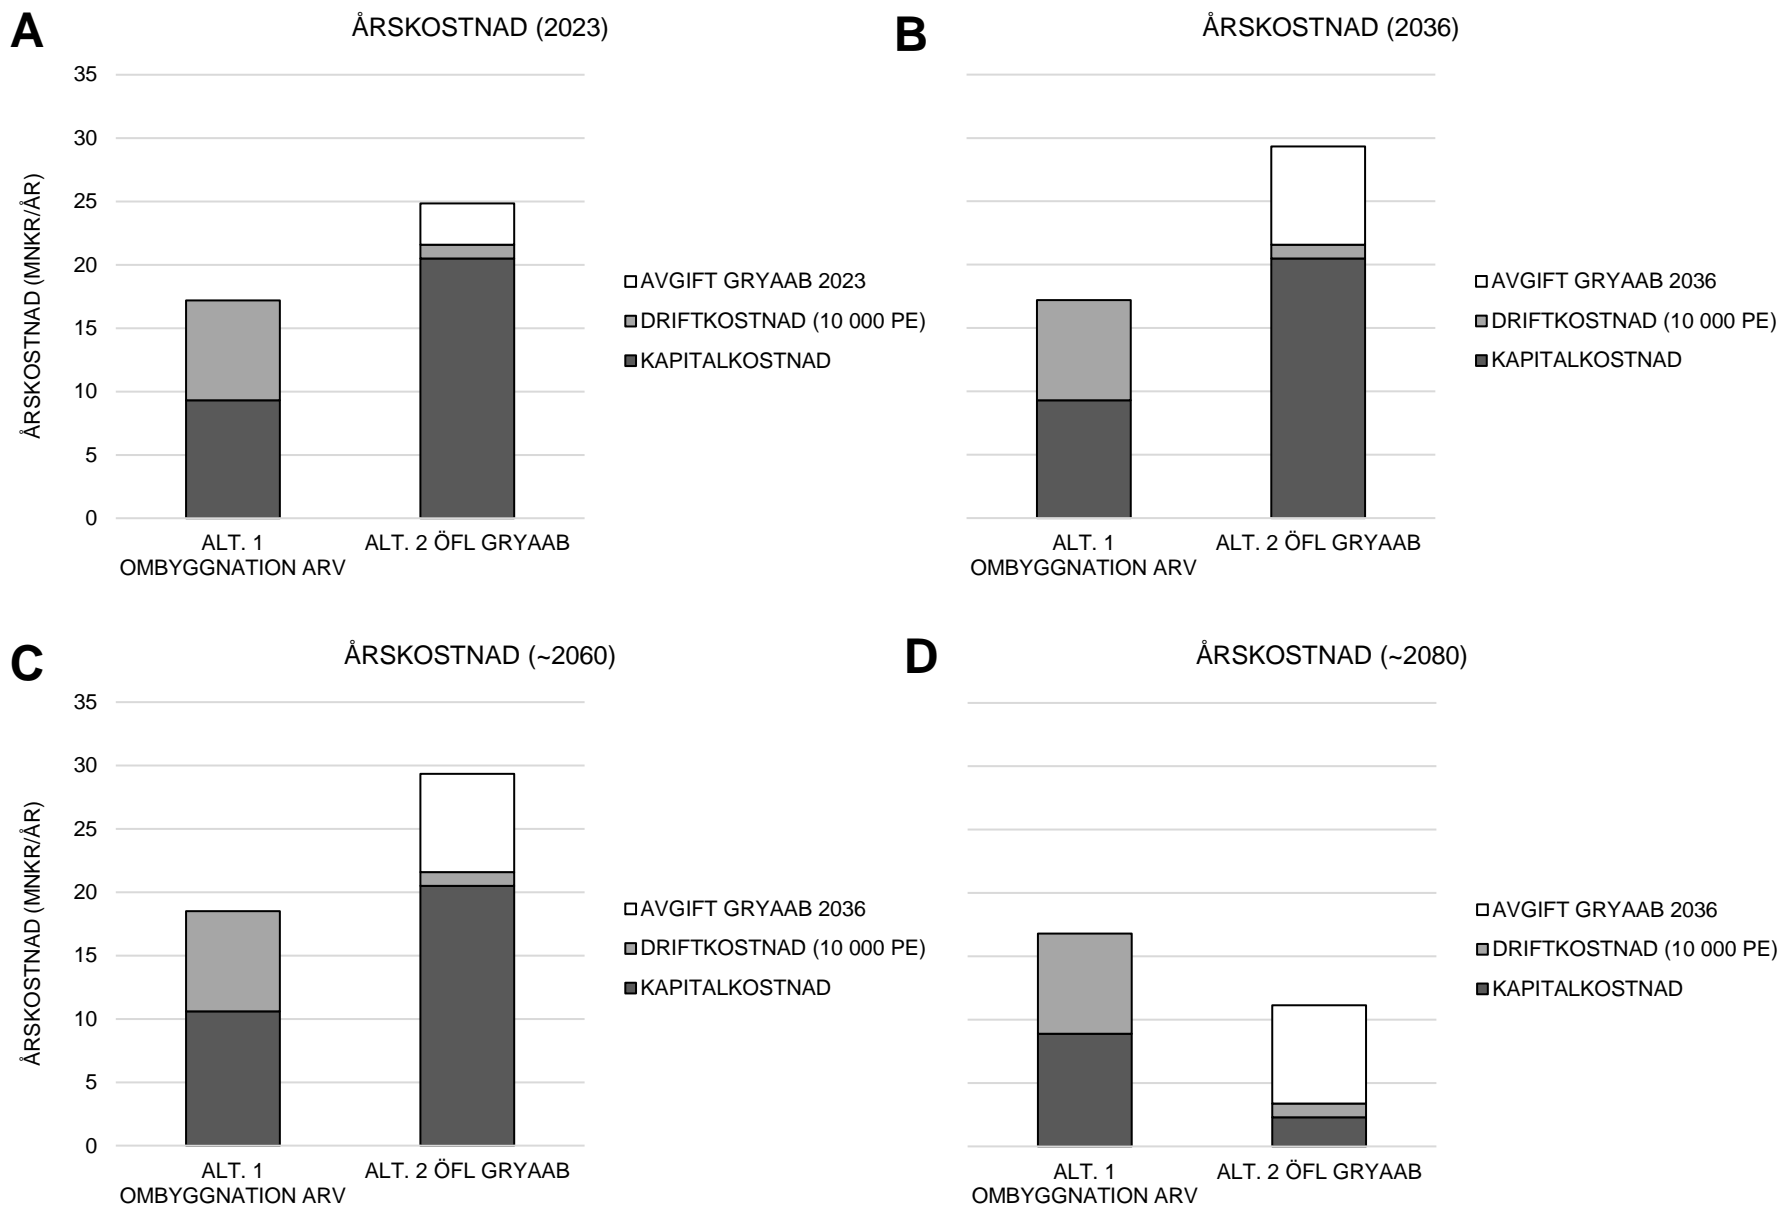 A
ÅRSKOSTNAD (2023)
35
30
25
20
15
10
5
0
ÅRSKOSTNAD (MNKR/ÅR)
ALT. 1
OMBYGGNATION ARV
ALT. 2 ÖFL GRYAAB
AVGIFT GRYAAB 2023
DRIFTKOSTNAD (10 000 PE)
KAPITALKOSTNAD
B
ÅRSKOSTNAD (2036)
ALT. 1
OMBYGGNATION ARV
ALT. 2 ÖFL GRYAAB
AVGIFT GRYAAB 2036
DRIFTKOSTNAD (10 000 PE)
KAPITALKOSTNAD
C
ÅRSKOSTNAD (~2060)
35
30
25
20
15
10
5
0
ÅRSKOSTNAD (MNKR/ÅR)
ALT. 1
OMBYGGNATION ARV
ALT. 2 ÖFL GRYAAB
AVGIFT GRYAAB 2036
DRIFTKOSTNAD (10 000 PE)
KAPITALKOSTNAD
D
ÅRSKOSTNAD (~2080)
ALT. 1
OMBYGGNATION ARV
ALT. 2 ÖFL GRYAAB
AVGIFT GRYAAB 2036
DRIFTKOSTNAD (10 000 PE)
KAPITALKOSTNAD